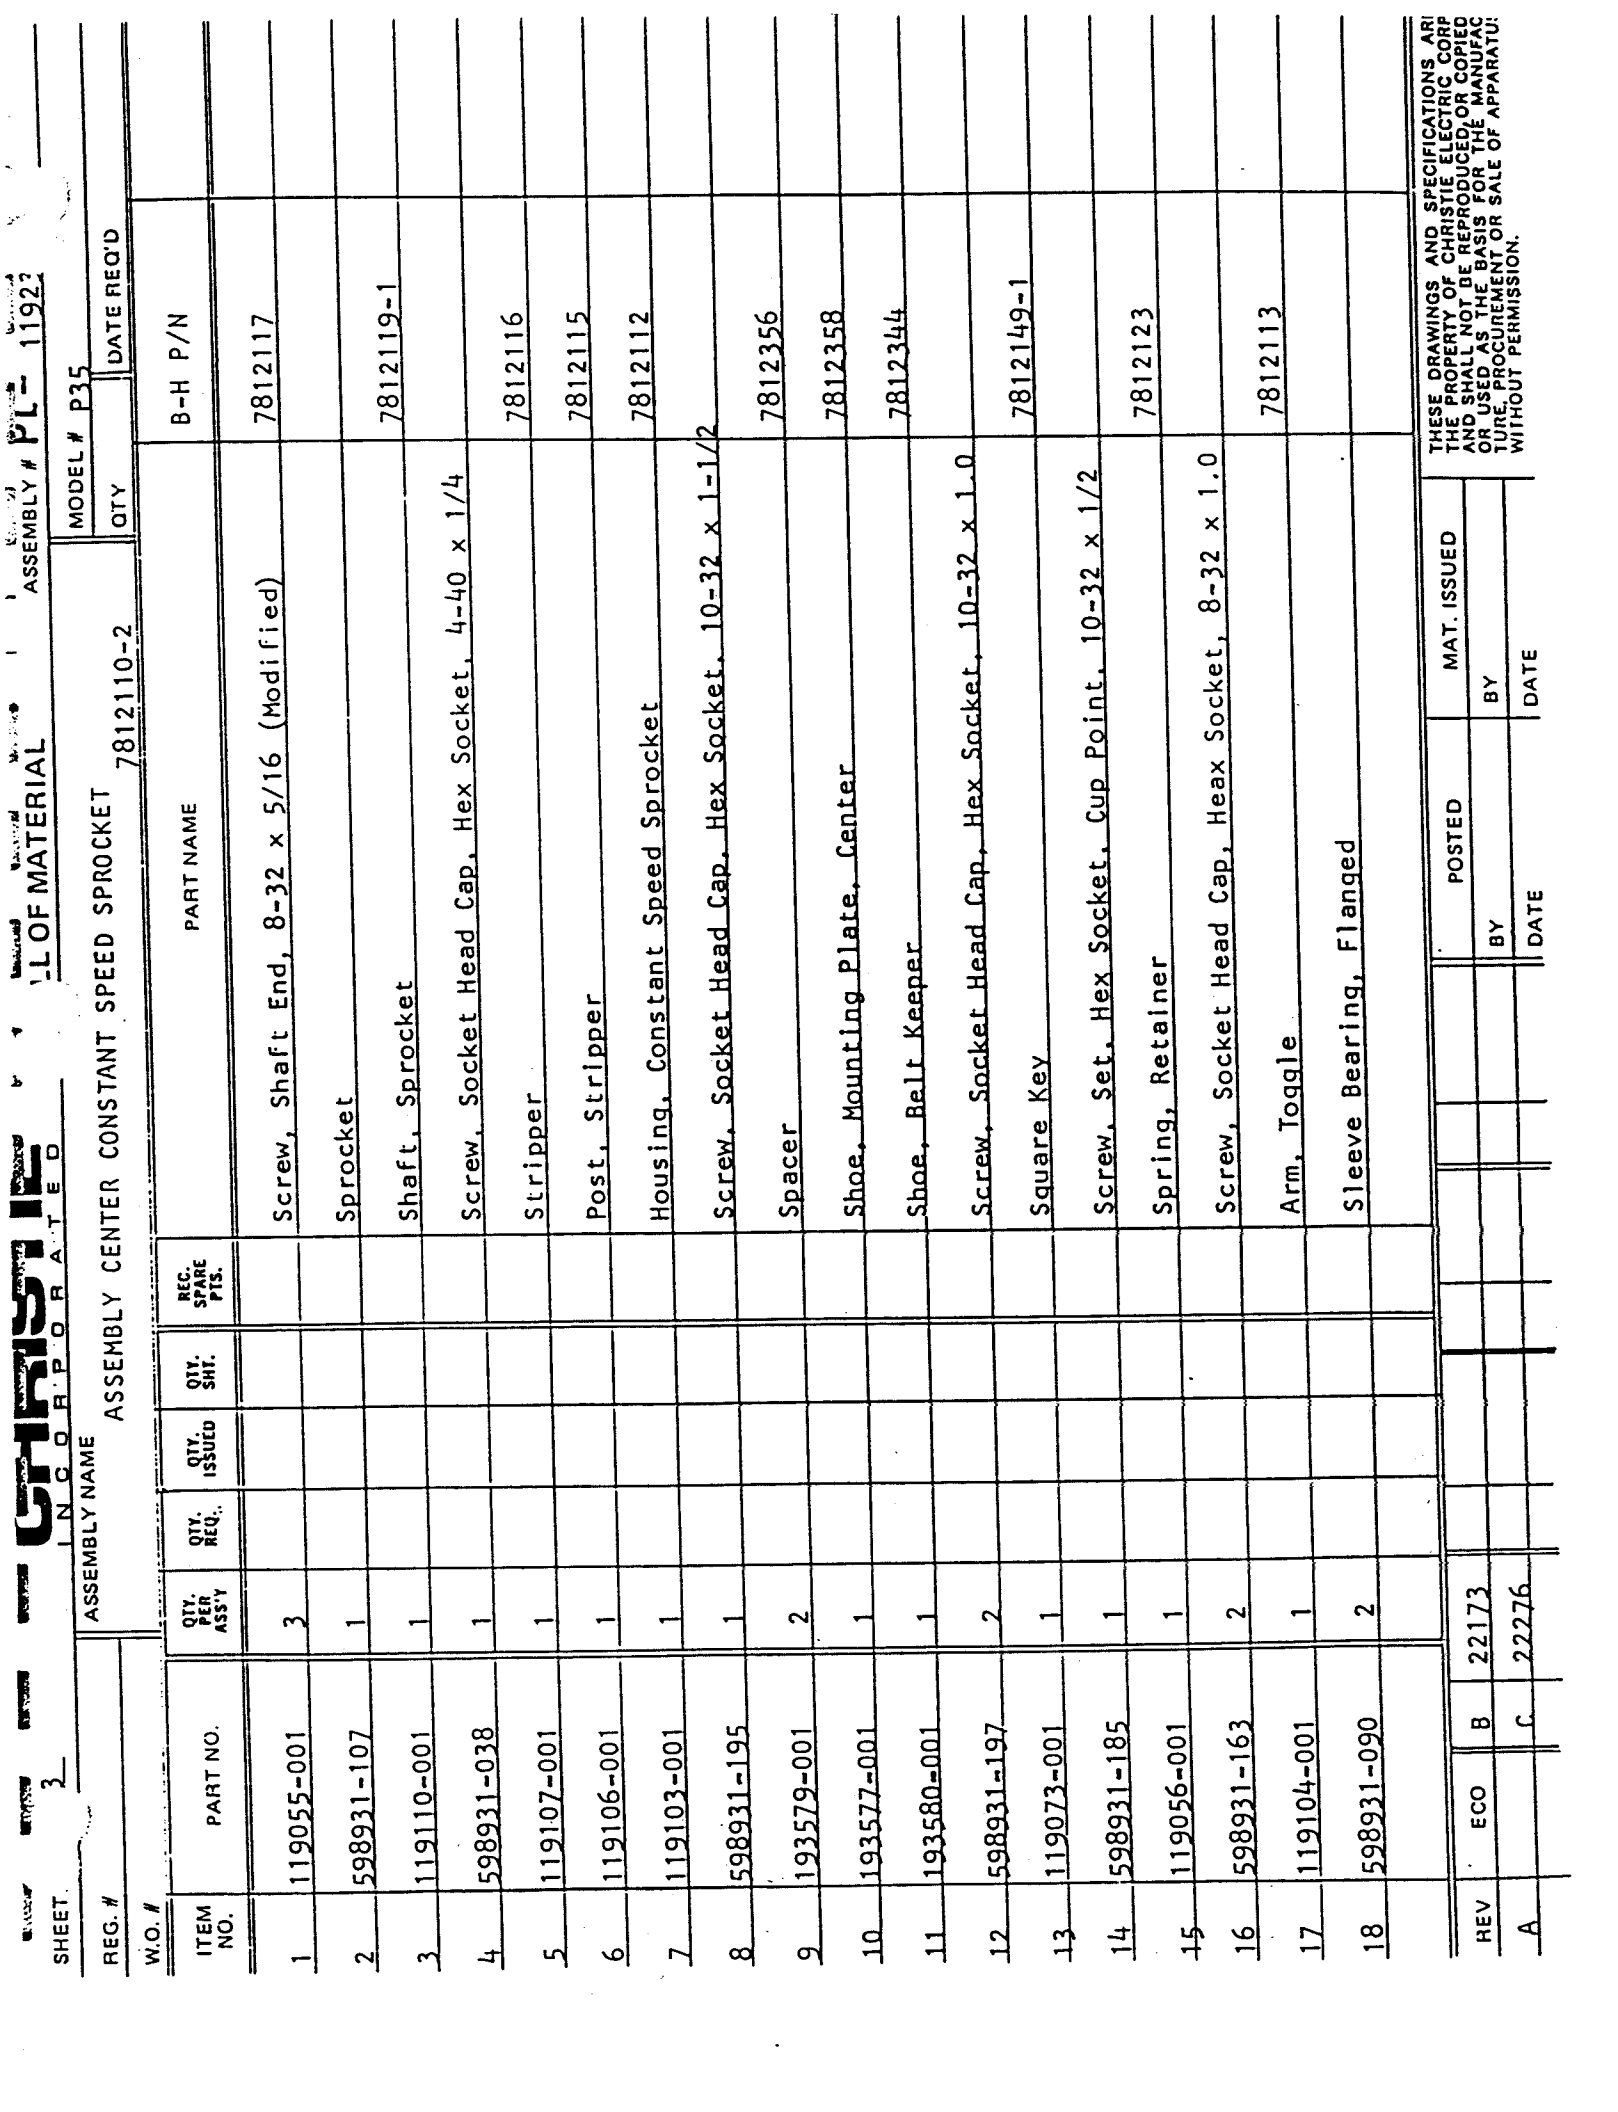 CHRISTIE
INCORPORATED
SHEET 3
OF MATERIAL
ASSEMBLY # PL- 1192
REG. #
ASSEMBLY NAME
ASSEMBLY CENTER CONSTANT SPEED SPROCKET
MODEL # P35
W.O. #
7812110-2
QTY
DATE REQ'D
ITEM NO. PART NO. QTY. PER ASS'Y QTY. REQ. QTY. ISSUED QTY. SHT. REC. SPARE PTS. PART NAME B-H P/N
1 119055-001 3 Screw, Shaft End, 8-32 x 5/16 (Modified) 7812117
2 598931-107 1 Sprocket
3 119110-001 1 Shaft, Sprocket 7812119-1
4 598931-038 1 Screw, Socket Head Cap, Hex Socket, 4-40 x 1/4
5 119107-001 1 Stripper 7812116
6 119106-001 1 Post, Stripper 7812115
7 119103-001 1 Housing, Constant Speed Sprocket 7812112
8 598931-195 1 Screw, Socket Head Cap, Hex Socket, 10-32 x 1-1/2
9 193579-001 2 Spacer 7812356
10 193577-001 1 Shoe, Mounting Plate, Center 7812358
11 193580-001 1 Shoe, Belt Keeper 7812344
12 598931-197 2 Screw, Socket Head Cap, Hex Socket, 10-32 x 1.0
13 119073-001 1 Square Key 7812149-1
14 598931-185 1 Screw, Set, Hex Socket, Cup Point, 10-32 x 1/2
15 119056-001 1 Spring, Retainer 7812123
16 598931-163 2 Screw, Socket Head Cap, Heax Socket, 8-32 x 1.0
17 119104-001 1 Arm, Toggle 7812113
18 598931-090 2 Sleeve Bearing, Flanged
REV ECO B 22173
A C 22276
POSTED
BY
DATE
MAT. ISSUED
BY
DATE
THESE DRAWINGS AND SPECIFICATIONS AR
THE PROPERTY OF CHRISTIE ELECTRIC CORP
AND SHALL NOT BE REPRODUCED, OR COPIED
OR USED AS THE BASIS FOR THE MANUFAC
TURE, PROCUREMENT OR SALE OF APPARATU
WITHOUT PERMISSION.